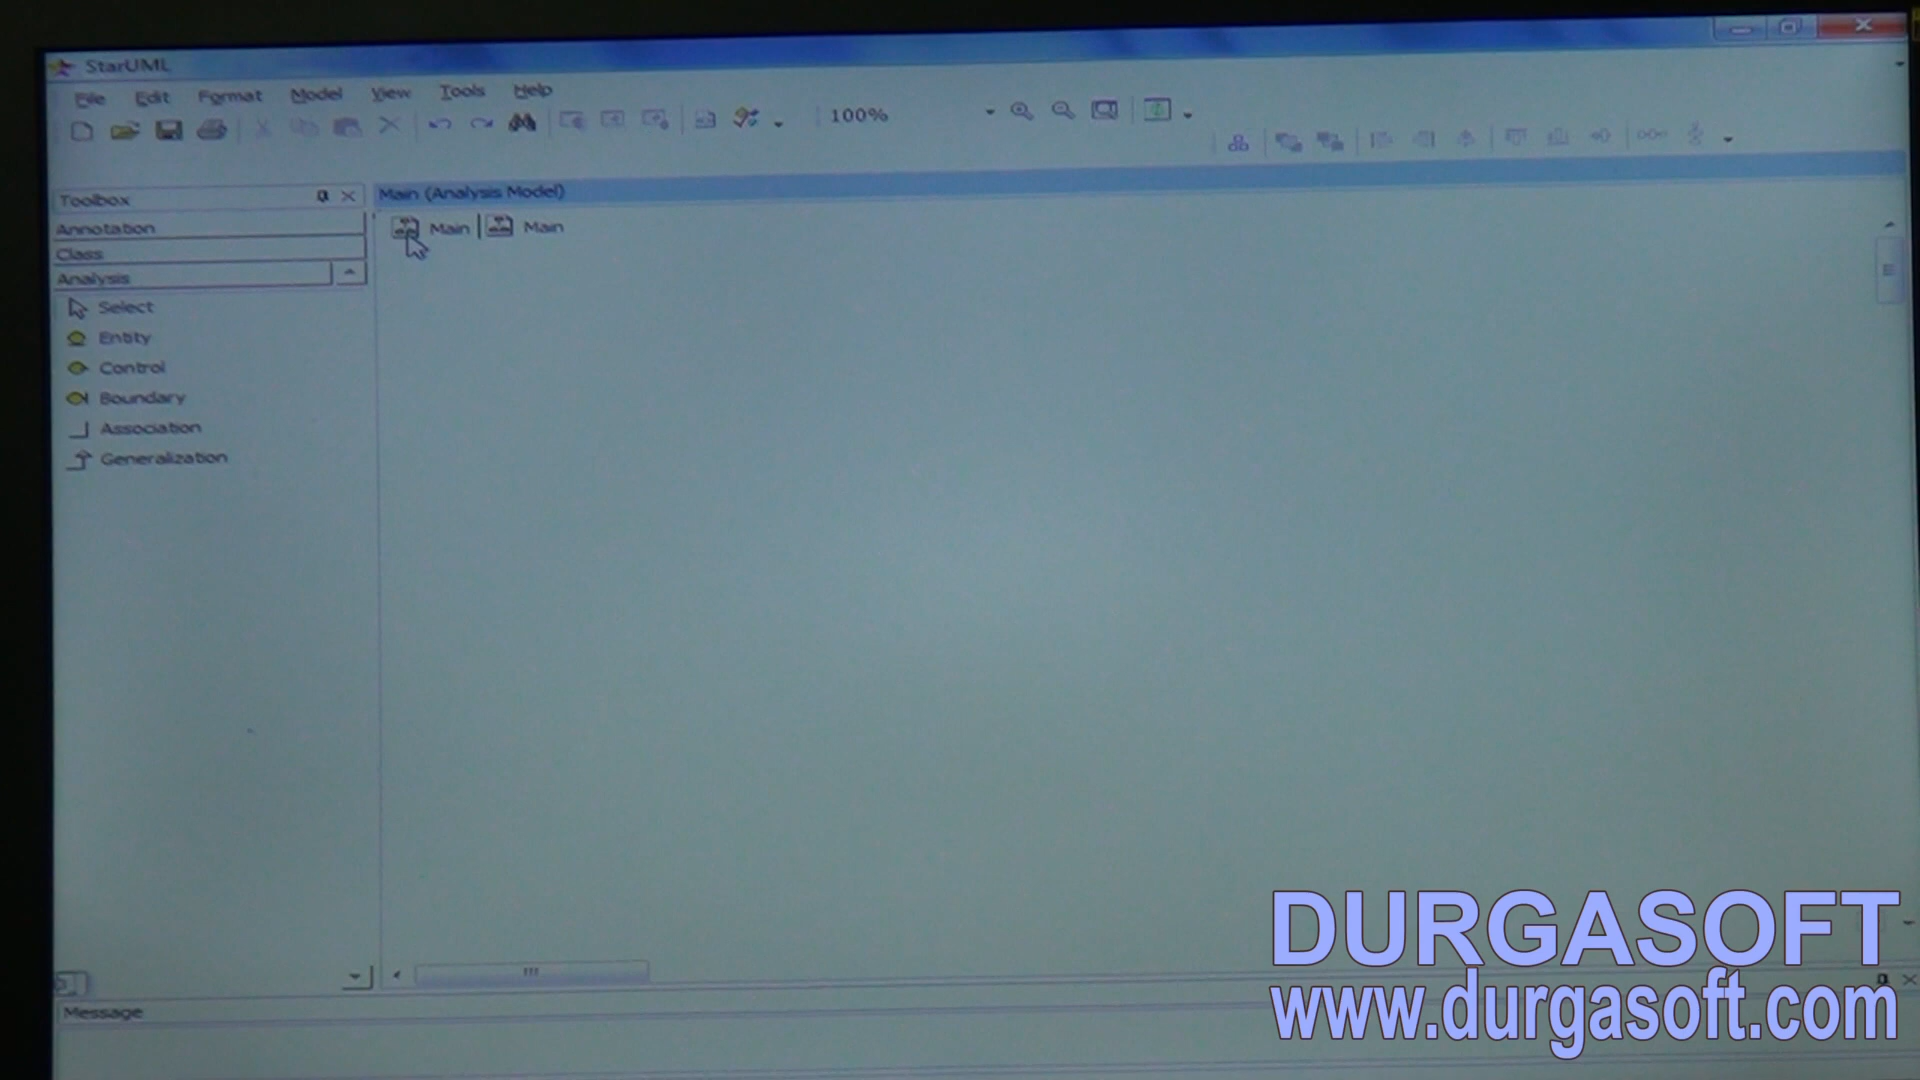 StarUML
File Edit Format Model View Tools Help
100%
Toolbox
Main (Analysis Model)
Annotation
Main Main
Class
Analysis
Select
Entity
Control
Boundary
Association
Generalization
Message
DURGASOFT
www.durgasoft.com